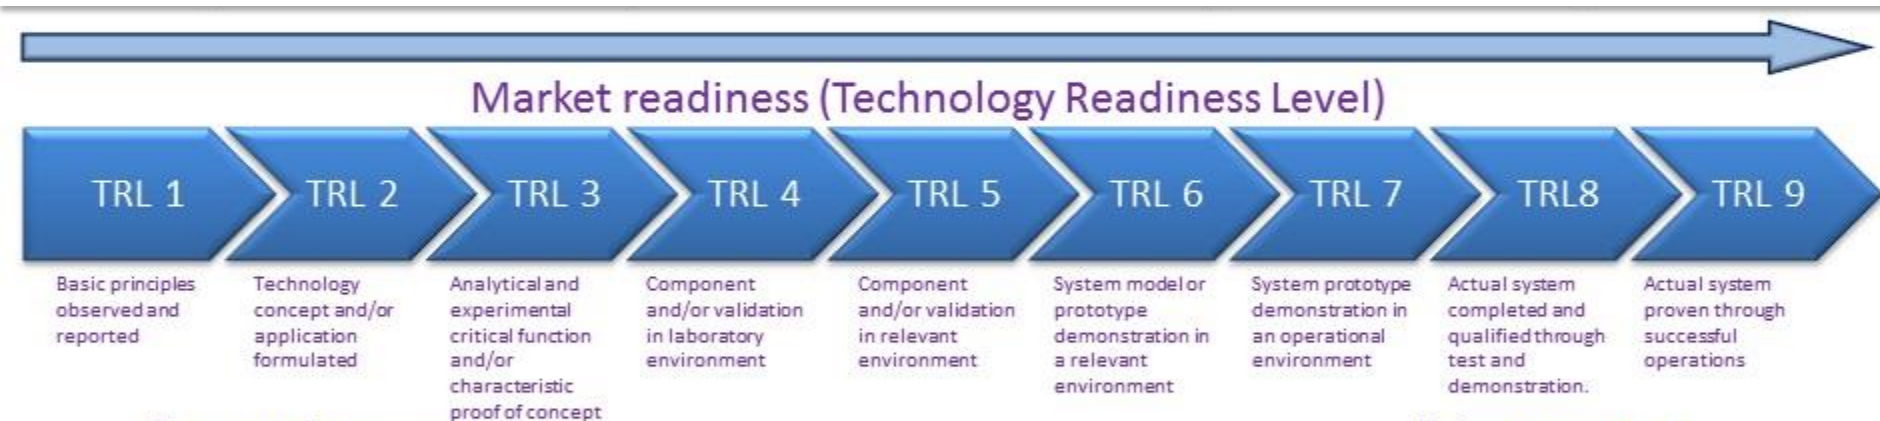 Market readiness (Technology Readiness Level)
TRL 1
TRL 2
TRL 3
TRL 4
TRL 5
TRL 6
TRL 7
TRL8
TRL 9
Basic principles
observed and
reported
Technology
concept and/or
application
formulated
Analytical and
experimental
critical function
and/or
characteristic
proof of concept
Component
and/or validation
in laboratory
environment
Component
and/or validation
in relevant
environment
System model or
prototype
demonstration in
a relevant
environment
System prototype
demonstration in
an operational
environment
Actual system
completed and
qualified through
test and
demonstration.
Actual system
proven through
successful
operations